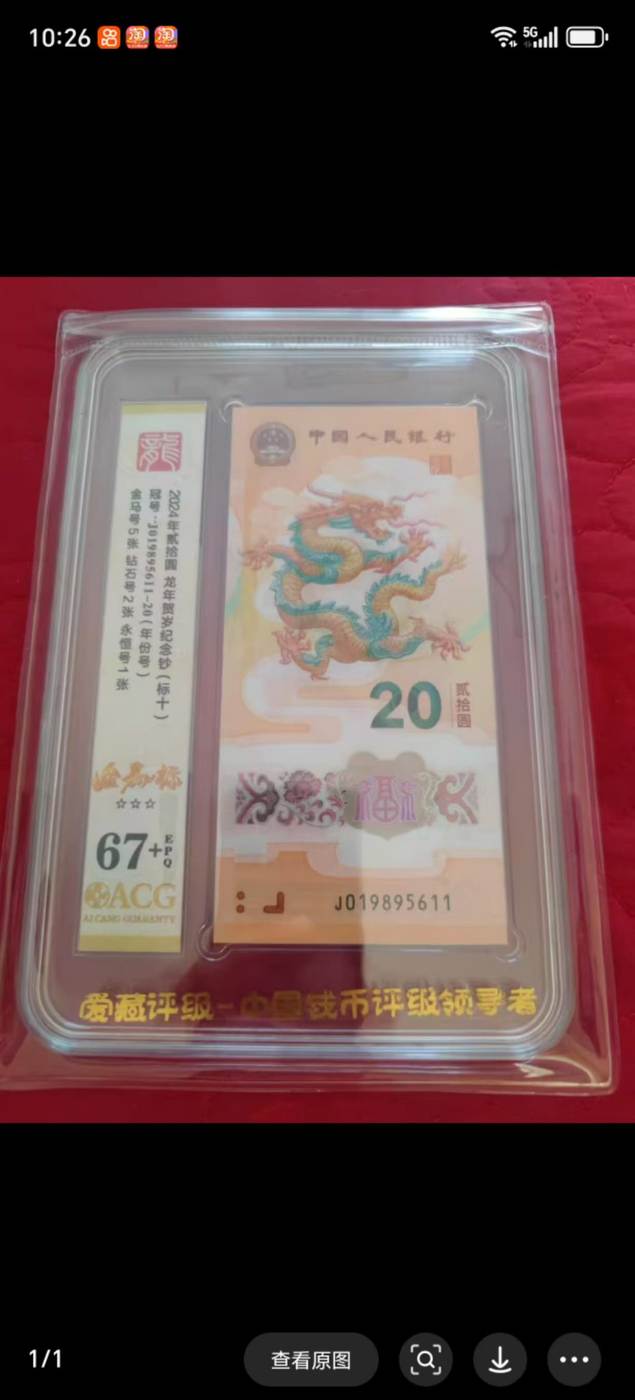 10:26
5G
龍
2024年贰拾圆 龙年贺岁纪念钞(标十)
冠号:J019895611-20(年份号)
金马号5张 钻石号2张 永恒号1张
☆☆☆
67+EPQ
ACG
AI CANG GUARANTY
中国人民银行
20
贰拾圆
福
J019895611
爱藏评级-中国钱币评级领导者
1/1
查看原图